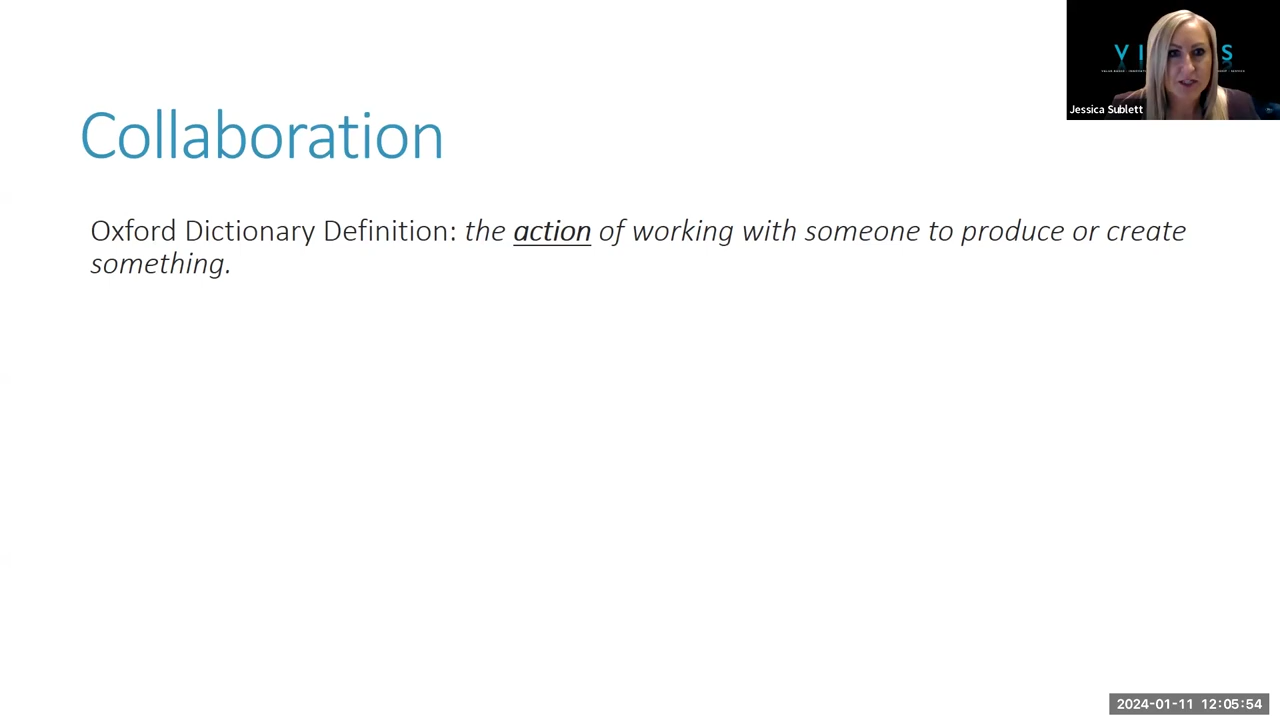 Collaboration
Oxford Dictionary Definition: the action of working with someone to produce or create
something.
Jessica Sublett
2024-01-11 12:05:54